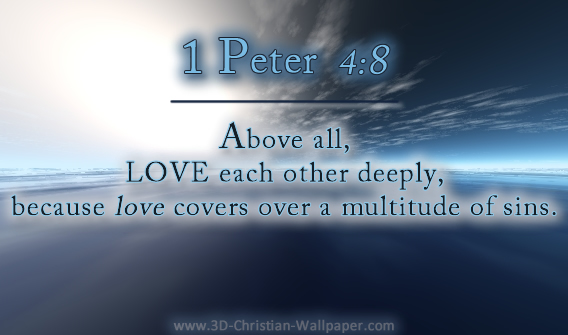 1 Peter 4:8
Above all,
LOVE each other deeply,
because love covers over a multitude of sins.
www.3D-Christian-Wallpaper.com